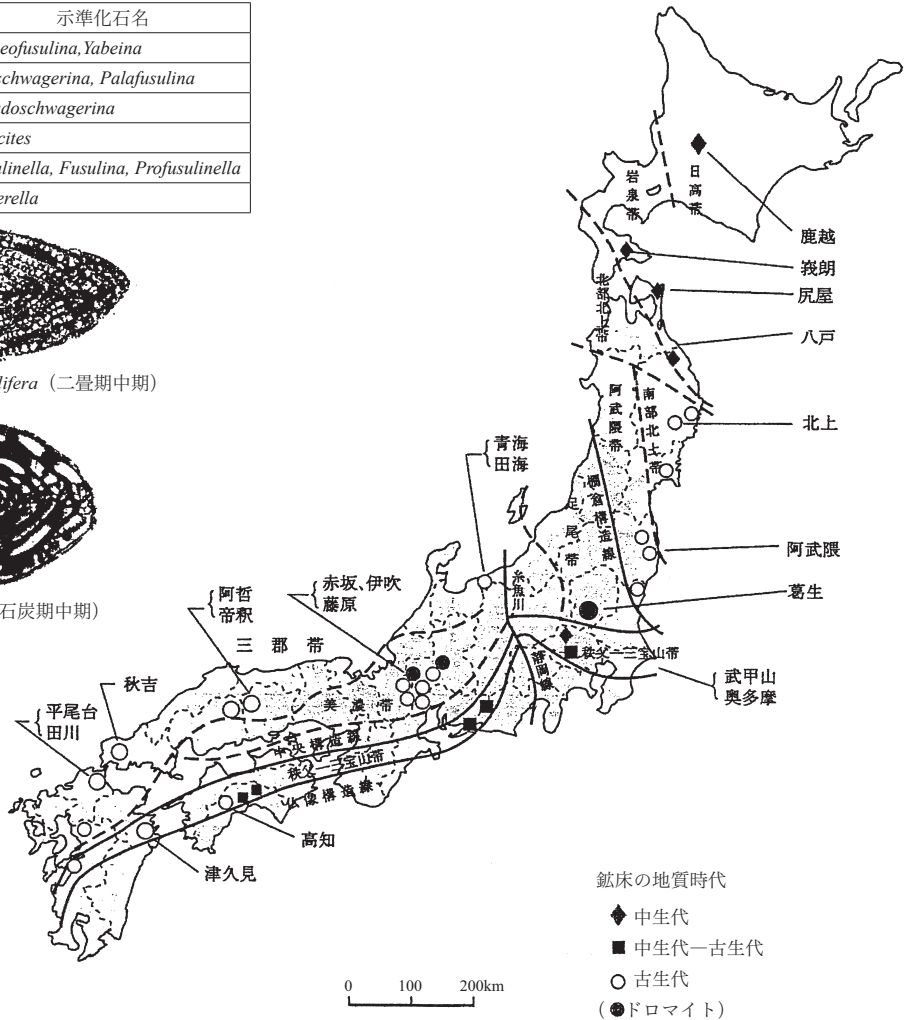 示準化石名
eofusulina,Yabeina
schwagerina, Palafusulina
doschwagerina
cites
ulinella, Fusulina, Profusulinella
erella
lifera（二畳期中期）
石炭期中期）
岩泉帯
日高帯
鹿越
峩朗
尻屋
八戸
北部北上帯
阿武隈帯
南部北上帯
北上
青海
田海
棚倉構造線
足尾帯
阿武隈
葛生
糸魚川
静岡線
赤坂、伊吹
藤原
阿哲
帝釈
三郡帯
秩父―三宝山帯
武甲山
奥多摩
秋吉
美濃帯
平尾台
田川
中央構造線
秩父―三宝山帯
仏像構造線
高知
津久見
鉱床の地質時代
中生代
中生代―古生代
古生代
(ドロマイト)
0 100 200km